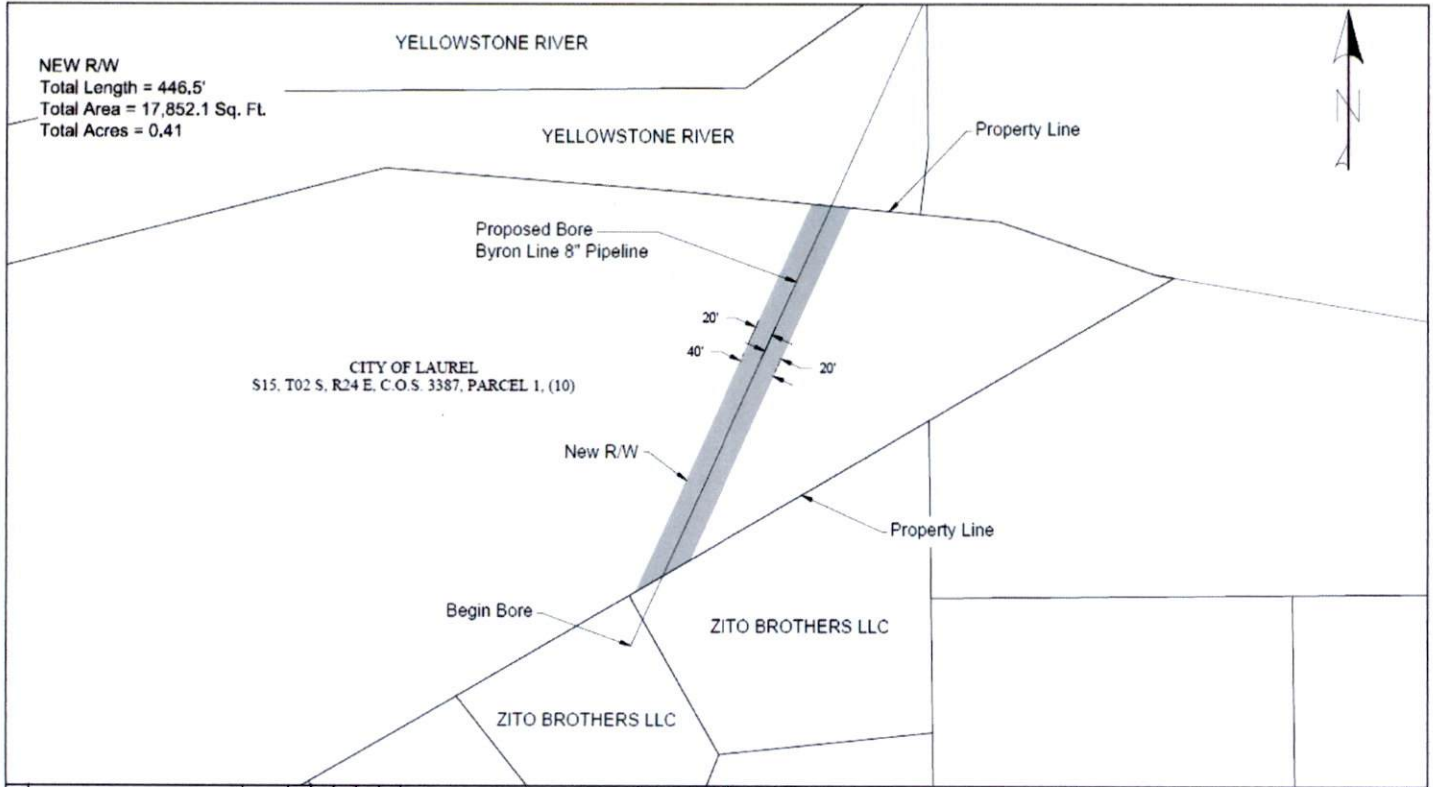 YELLOWSTONE RIVER
NEW R/W
Total Length = 446.5'
Total Area = 17,852.1 Sq. Ft.
Total Acres = 0.41
YELLOWSTONE RIVER
Property Line
N
Proposed Bore
Byron Line 8" Pipeline
20'
40'
20'
CITY OF LAUREL
S15, T02 S, R24 E, C.O.S. 3387, PARCEL 1, (10)
New R/W
Property Line
Begin Bore
ZITO BROTHERS LLC
ZITO BROTHERS LLC